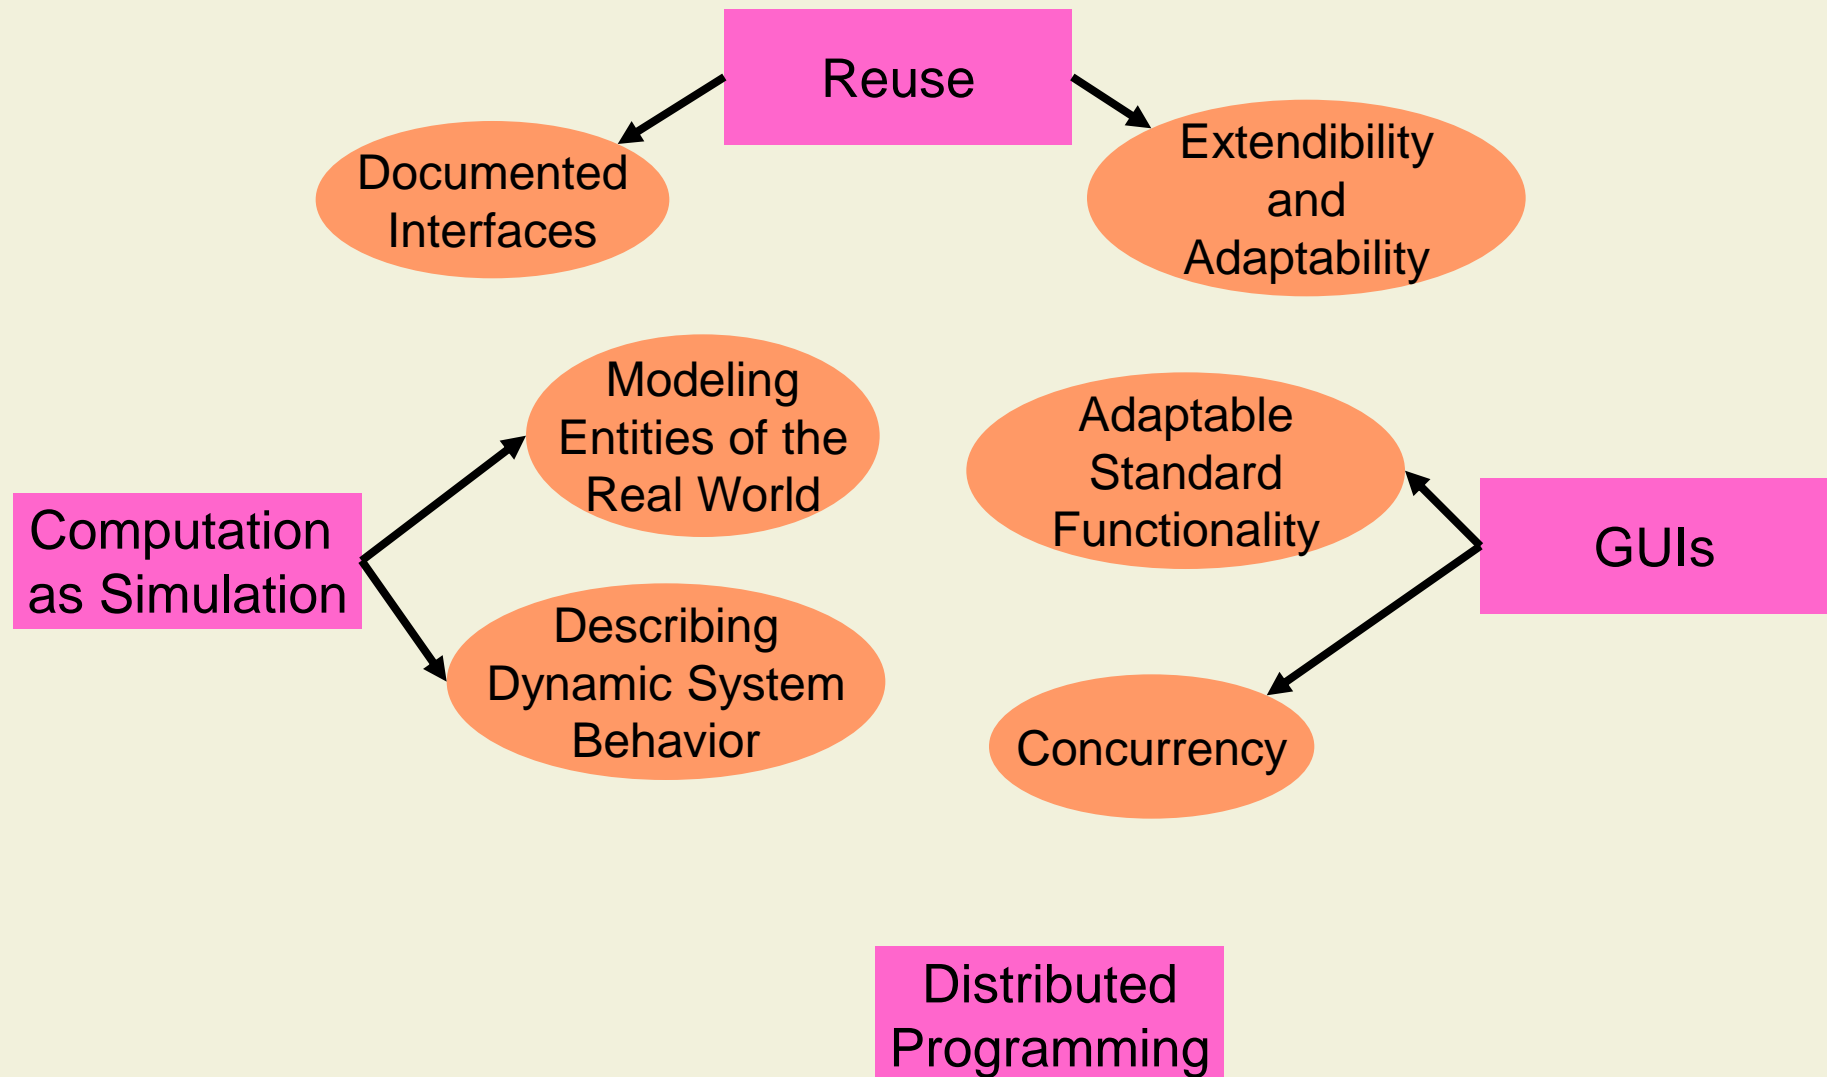 Reuse
Documented
Interfaces
Extendibility
and
Adaptability
Modeling
Entities of the
Real World
Adaptable
Standard
Functionality
Computation
as Simulation
GUIs
Describing
Dynamic System
Behavior
Concurrency
Distributed
Programming